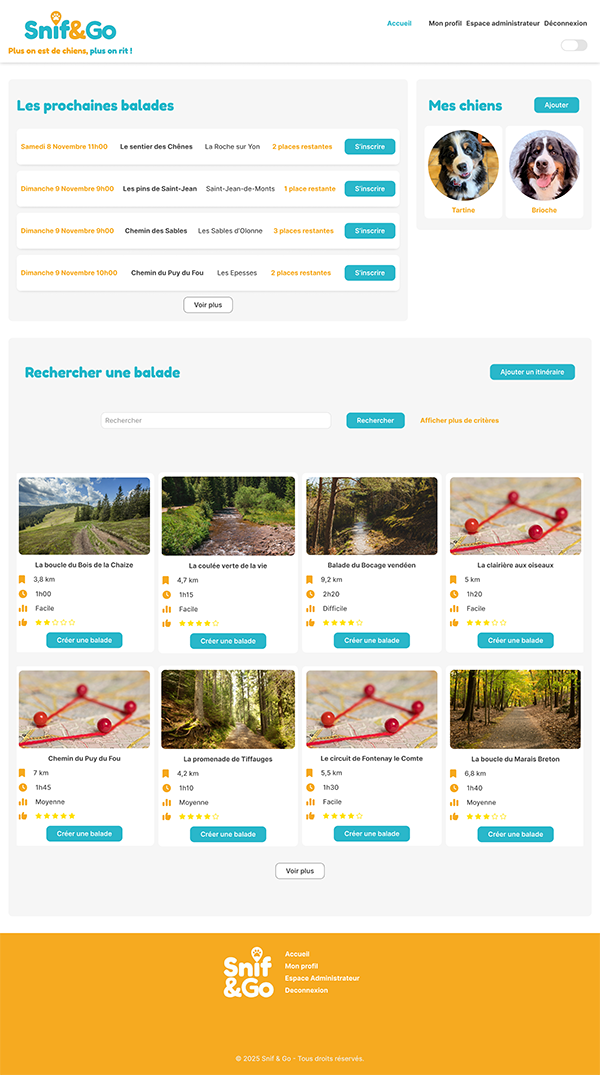 Snif&Go
Plus on est de chiens, plus on rit !
Accueil Mon profil Espace administrateur Déconnexion
Les prochaines balades
Samedi 8 Novembre 11h00 Le sentier des Chênes La Roche sur Yon 2 places restantes S'inscrire
Dimanche 9 Novembre 9h00 Les pins de Saint-Jean Saint-Jean-de-Monts 1 place restante S'inscrire
Dimanche 9 Novembre 9h00 Chemin des Sables Les Sables d'Olonne 3 places restantes S'inscrire
Dimanche 9 Novembre 10h00 Chemin du Puy du Fou Les Epesses 2 places restantes S'inscrire
Voir plus
Mes chiens Ajouter
Tartine Brioche
Rechercher une balade Ajouter un itinéraire
Rechercher Rechercher Afficher plus de critères
La boucle du Bois de la Chaize
3,8 km
1h00
Facile
Créer une balade
La coulée verte de la vie
4,7 km
1h15
Facile
Créer une balade
Balade du Bocage vendéen
9,2 km
2h20
Difficile
Créer une balade
La clairière aux oiseaux
5 km
1h20
Facile
Créer une balade
Chemin du Puy du Fou
7 km
1h45
Moyenne
Créer une balade
La promenade de Tiffauges
4,2 km
1h10
Moyenne
Créer une balade
Le circuit de Fontenay le Comte
5,5 km
1h30
Facile
Créer une balade
La boucle du Marais Breton
6,8 km
1h40
Moyenne
Créer une balade
Voir plus
Snif
&Go
Accueil
Mon profil
Espace Administrateur
Deconnexion
© 2025 Snif & Go - Tous droits réservés.